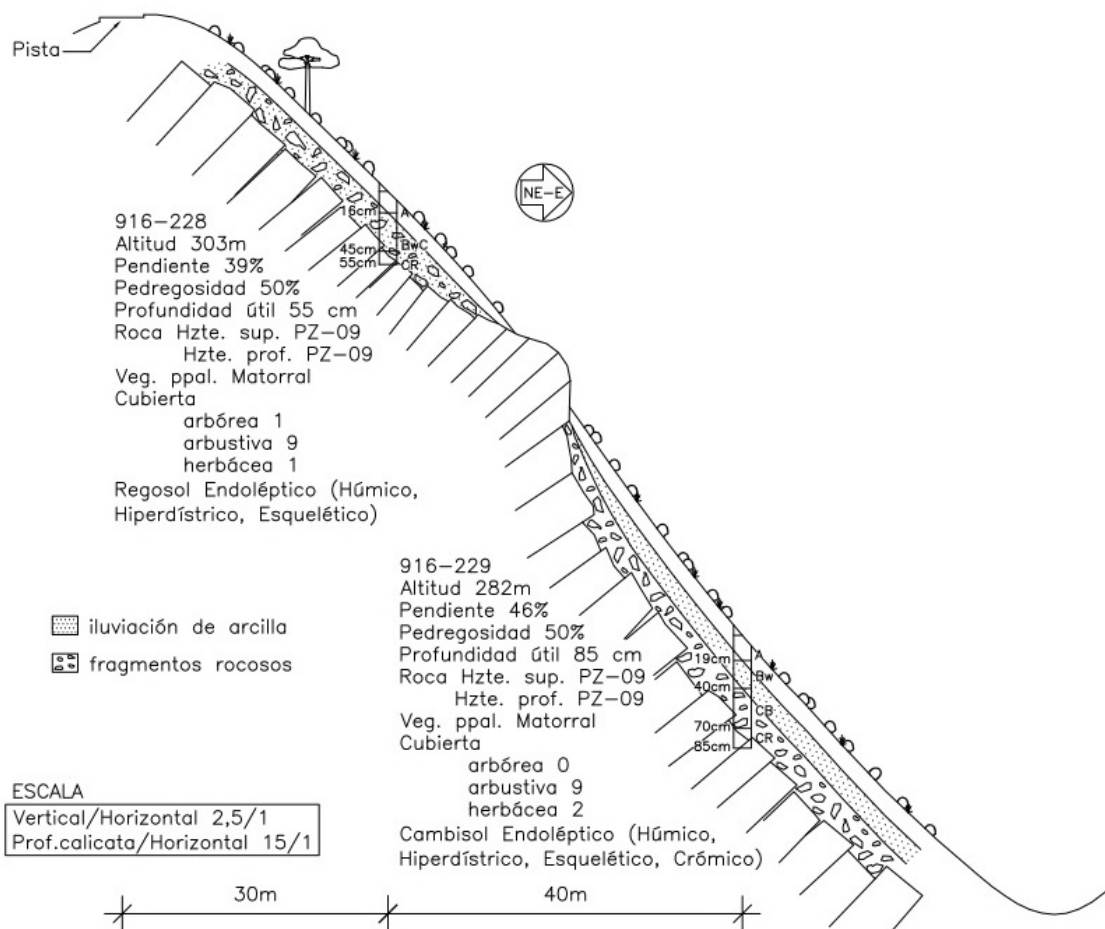 Pista
NE-E
916-228
Altitud 303m
Pendiente 39%
Pedregosidad 50%
Profundidad útil 55 cm
Roca Hzte. sup. PZ-09
Hzte. prof. PZ-09
Veg. ppal. Matorral
Cubierta
arbórea 1
arbustiva 9
herbácea 1
Regosol Endoléptico (Húmico,
Hiperdístrico, Esquelético)
16cm A
45cm BwC
55cm CR
916-229
Altitud 282m
Pendiente 46%
Pedregosidad 50%
Profundidad útil 85 cm
Roca Hzte. sup. PZ-09
Hzte. prof. PZ-09
Veg. ppal. Matorral
Cubierta
arbórea 0
arbustiva 9
herbácea 2
Cambisol Endoléptico (Húmico,
Hiperdístrico, Esquelético, Crómico)
19cm A
40cm Bw
70cm CB
85cm CR
iluviación de arcilla
fragmentos rocosos
ESCALA
Vertical/Horizontal 2,5/1
Prof.calicata/Horizontal 15/1
30m
40m